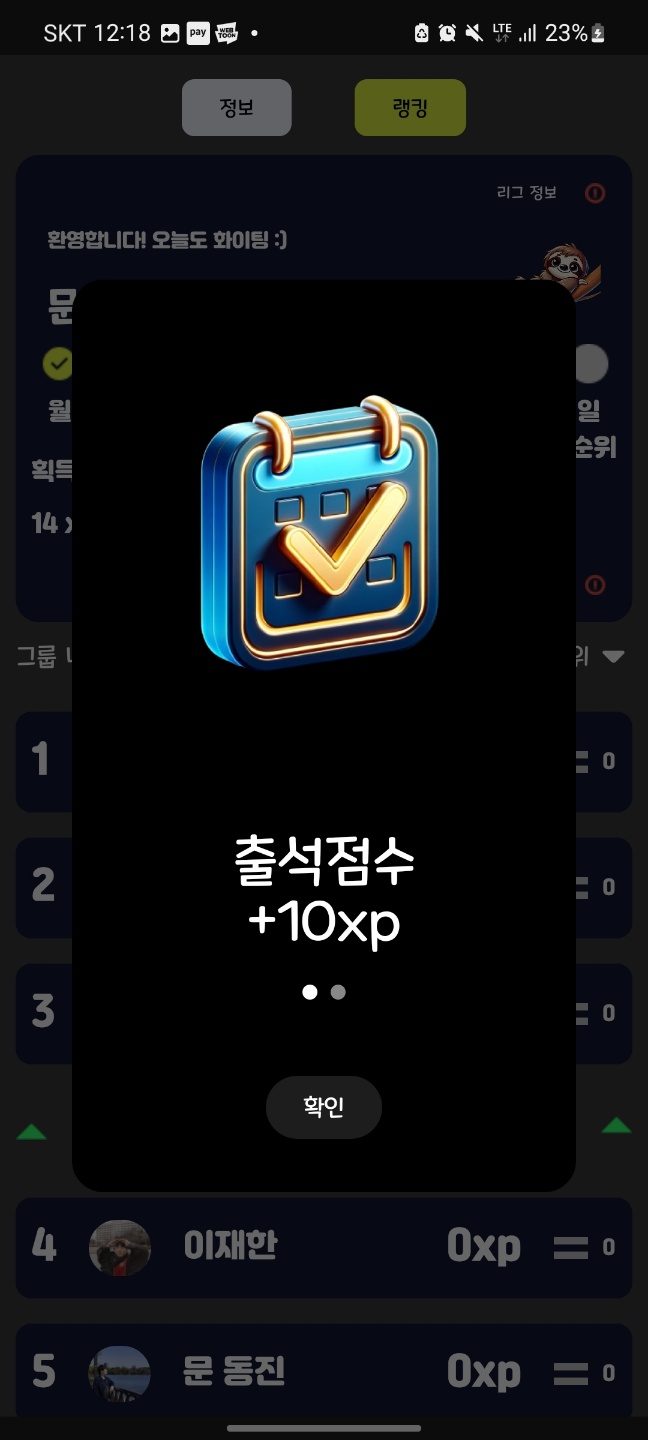 SKT 12:18 pay WEB TOON LTE 23%
정보 랭킹
리그 정보
환영합니다! 오늘도 화이팅 :)
문
월 일
획득 순위
14 x
그룹
위
출석점수
+10xp
확인
1 0
2 0
3 0
4 이재한 0xp 0
5 문 동진 0xp 0